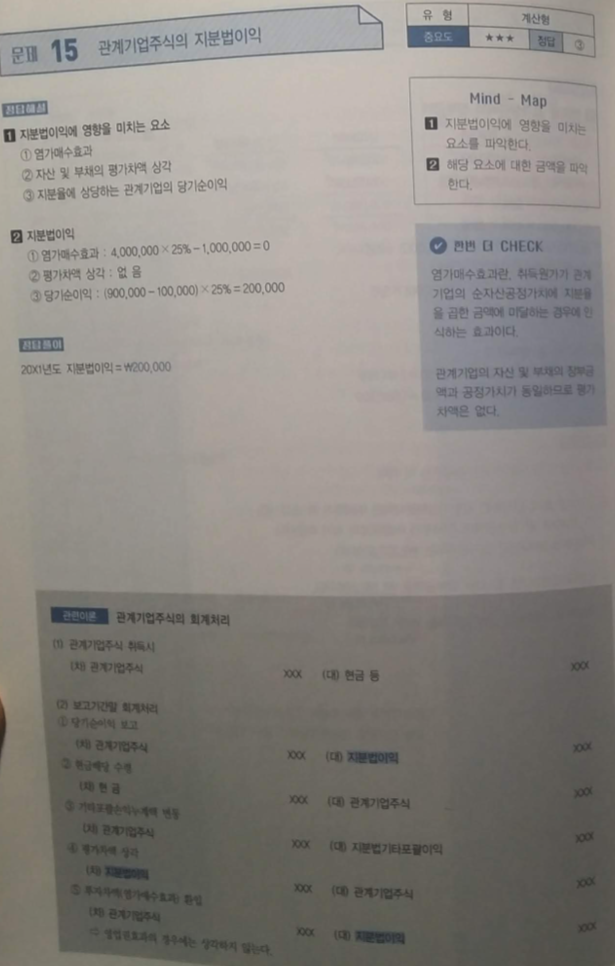 문제 15 관계기업주식의 지분법이익
유 형 계산형
중요도 ★★★ 정답 ③
정답해설
1 지분법이익에 영향을 미치는 요소
① 염가매수효과
② 자산 및 부채의 평가차액 상각
③ 지분율에 상당하는 관계기업의 당기순이익
2 지분법이익
① 염가매수효과 : 4,000,000×25%-1,000,000=0
② 평가차액 상각 : 없 음
③ 당기순이익 : (900,000-100,000)×25%=200,000
정답풀이
20X1년도 지분법이익=₩200,000
Mind - Map
1 지분법이익에 영향을 미치는
요소를 파악한다.
2 해당 요소에 대한 금액을 파악
한다.
한번 더 CHECK
염가매수효과란, 취득원가가 관계
기업의 순자산공정가치에 지분율
을 곱한 금액에 미달하는 경우에 인
식하는 효과이다.
관계기업의 자산 및 부채의 장부금
액과 공정가치가 동일하므로 평가
차액은 없다.
관련이론 관계기업주식의 회계처리
(1) 관계기업주식 취득시
(차) 관계기업주식 XXX (대) 현금 등 XXX
(2) 보고기간말 회계처리
① 당기순이익 보고
(차) 관계기업주식 XXX (대) 지분법이익 XXX
② 현금배당 수령
(차) 현 금 XXX (대) 관계기업주식 XXX
③ 기타포괄손익누계액 변동
(차) 관계기업주식 XXX (대) 지분법기타포괄이익 XXX
④ 평가차액 상각
(차) 지분법이익 XXX (대) 관계기업주식 XXX
⑤ 투자차액(염가매수효과) 환입
(차) 관계기업주식 XXX (대) 지분법이익 XXX
⇨ 영업권효과의 경우에는 상각하지 않는다.